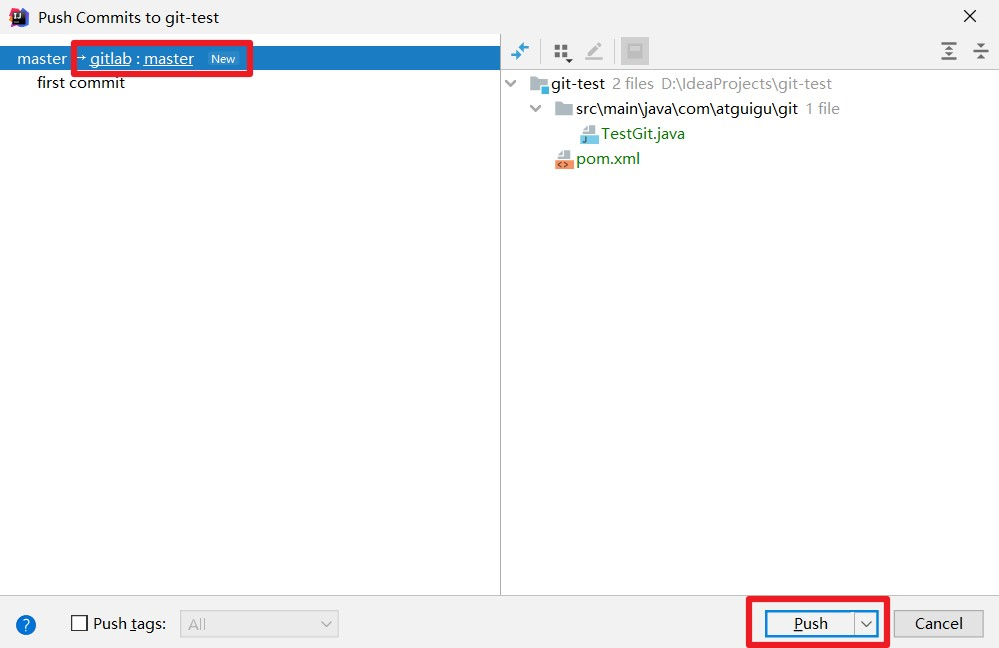 Push Commits to git-test
master → gitlab : master New
first commit
git-test 2 files D:\IdeaProjects\git-test
src\main\java\com\atguigu\git 1 file
TestGit.java
pom.xml
? Push tags: All Push Cancel